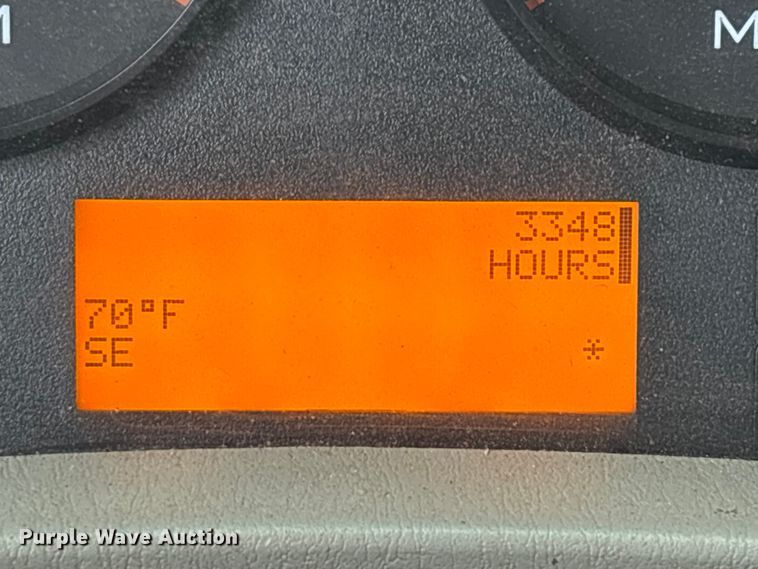 M
M
3348
HOURS
70°F
SE
*
Purple Wave Auction